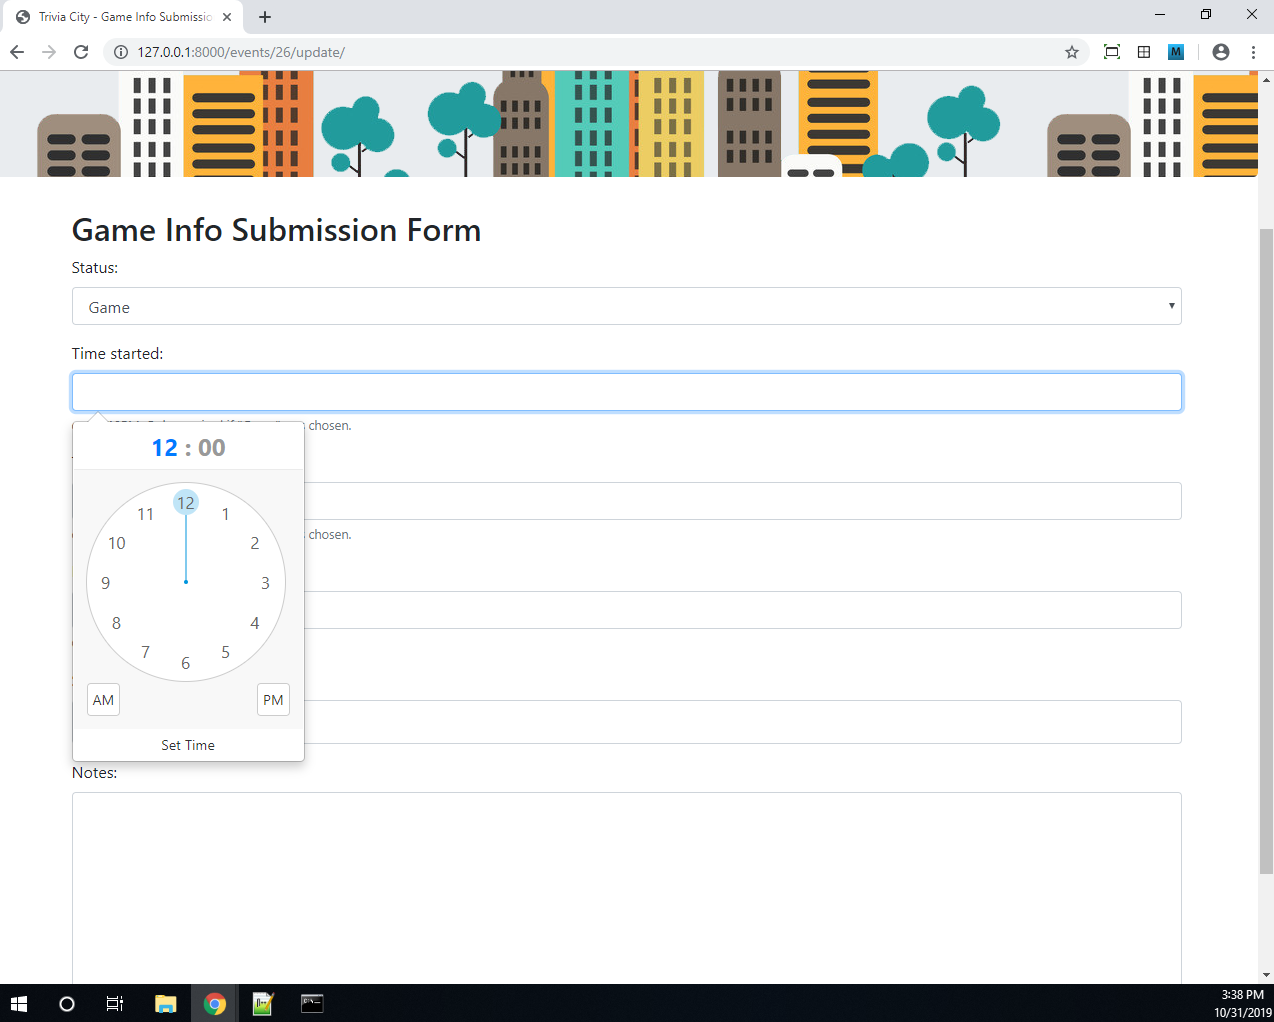 Trivia City - Game Info Submissio
127.0.0.1:8000/events/26/update/
M
Game Info Submission Form
Status:
Game
Time started:
chosen.
12 : 00
12
11
1
10
2
chosen.
9
3
8
4
7
5
6
AM
PM
Set Time
Notes:
3:38 PM
10/31/2019